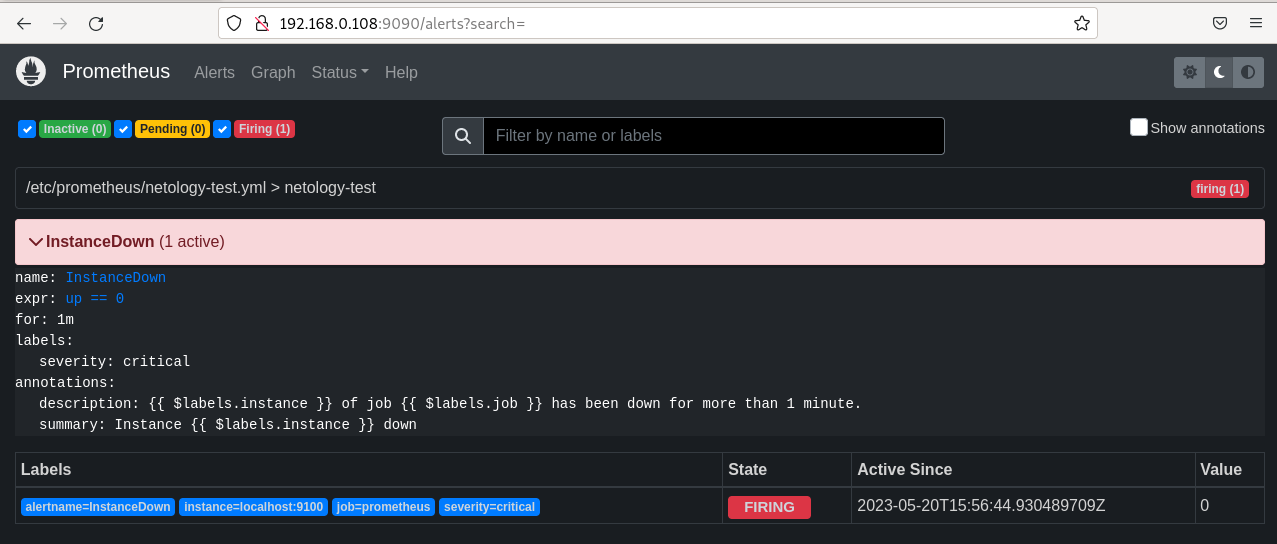 192.168.0.108:9090/alerts?search=
Prometheus Alerts Graph Status Help
Inactive (0) Pending (0) Firing (1) Filter by name or labels Show annotations
/etc/prometheus/netology-test.yml > netology-test firing (1)
InstanceDown (1 active)
name: InstanceDown
expr: up == 0
for: 1m
labels:
severity: critical
annotations:
description: {{ $labels.instance }} of job {{ $labels.job }} has been down for more than 1 minute.
summary: Instance {{ $labels.instance }} down
Labels State Active Since Value
alertname=InstanceDown instance=localhost:9100 job=prometheus severity=critical FIRING 2023-05-20T15:56:44.930489709Z 0